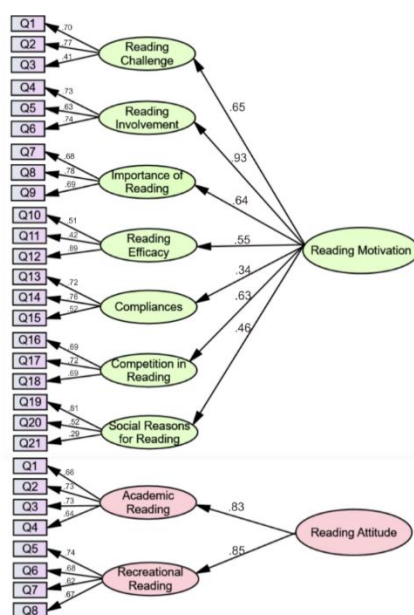 Q1
.70
Q2
.77
Q3
.41
Reading
Challenge
.65
Q4
.73
Q5
.63
Q6
.74
Reading
Involvement
.93
Q7
.68
Q8
.78
Q9
.69
Importance of
Reading
.64
Q10
.51
Q11
.42
Q12
.89
Reading
Efficacy
.55
Reading Motivation
Q13
.72
Q14
.76
Q15
.52
Compliances
.34
Q16
.69
Q17
.72
Q18
.69
Competition in
Reading
.63
Q19
.81
Q20
.52
Q21
.29
Social Reasons
for Reading
.46
Q1
.66
Q2
.73
Q3
.73
Q4
.64
Academic
Reading
.83
Reading Attitude
Q5
.74
Q6
.68
Q7
.62
Q8
.67
Recreational
Reading
.85